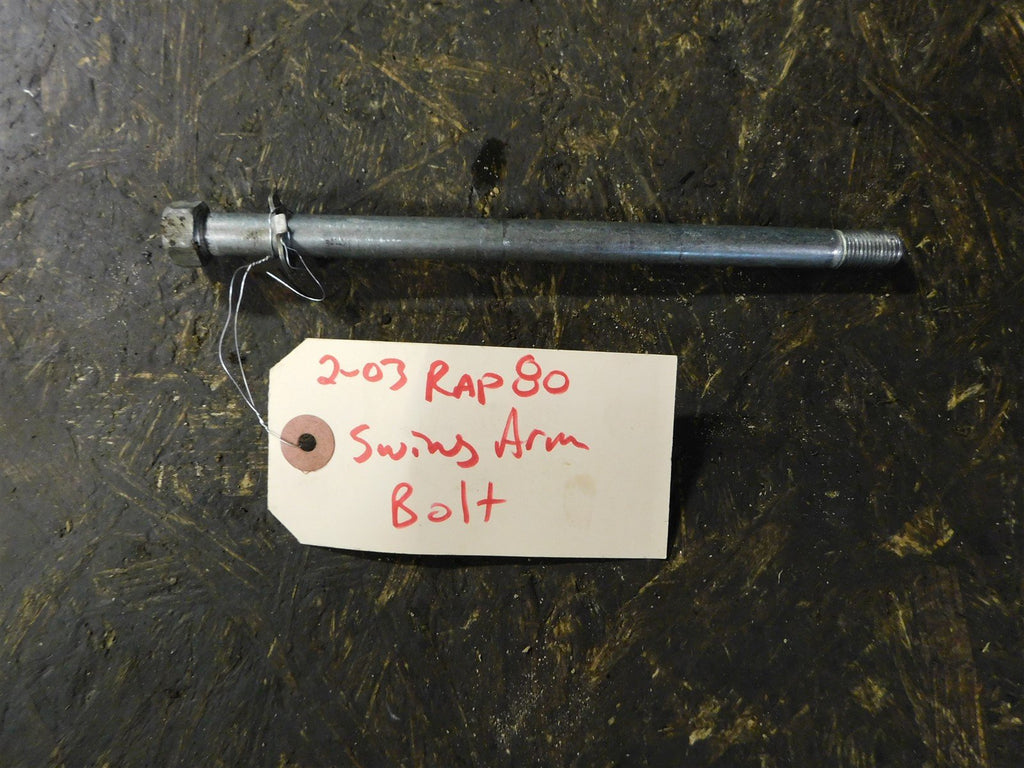 2-03 RAP 80
Swing Arm
Bolt